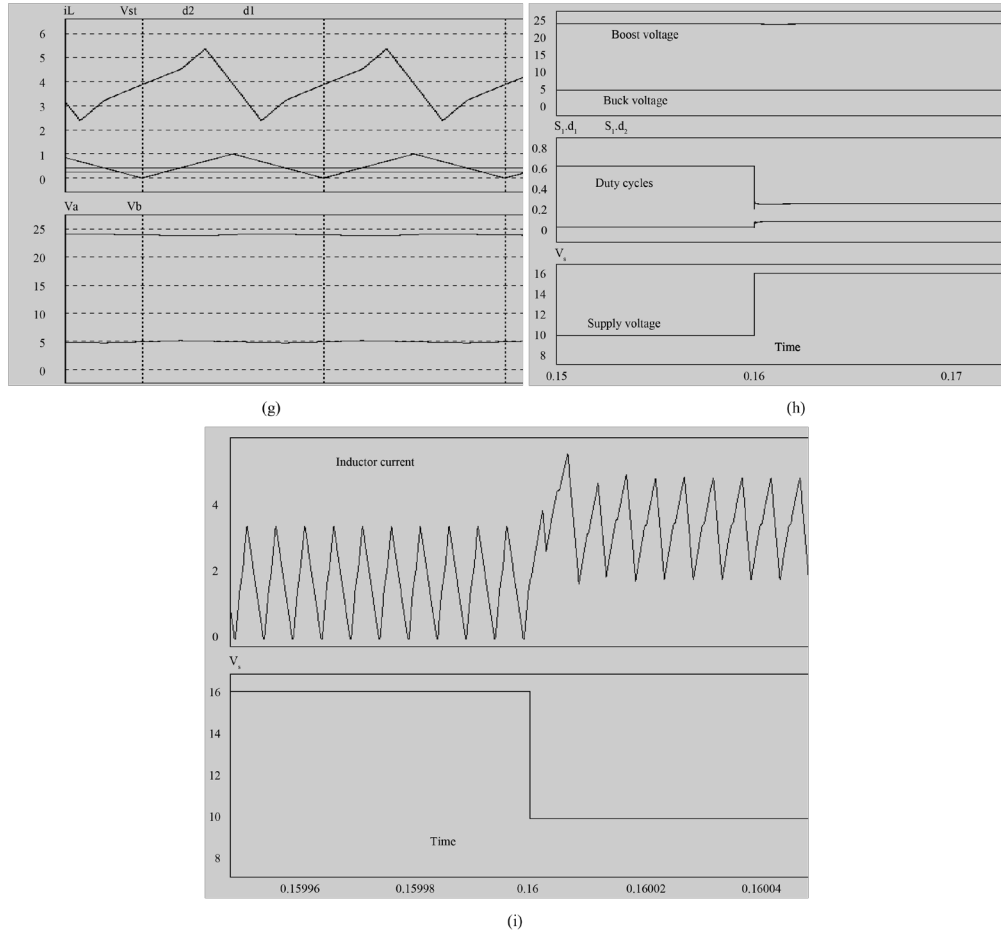 iL Vst d2 d1
6
5
4
3
2
1
0
Va Vb
25
20
15
10
5
0
(g)
25
20
15
10
5
0
Boost voltage
Buck voltage
S₁.d₁ S₁.d₂
0.8
0.6
0.4
0.2
0
Duty cycles
Vₛ
16
14
12
10
8
Supply voltage
Time
0.15 0.16 0.17
(h)
Inductor current
4
2
0
Vₛ
16
14
12
10
8
Time
0.15996 0.15998 0.16 0.16002 0.16004
(i)